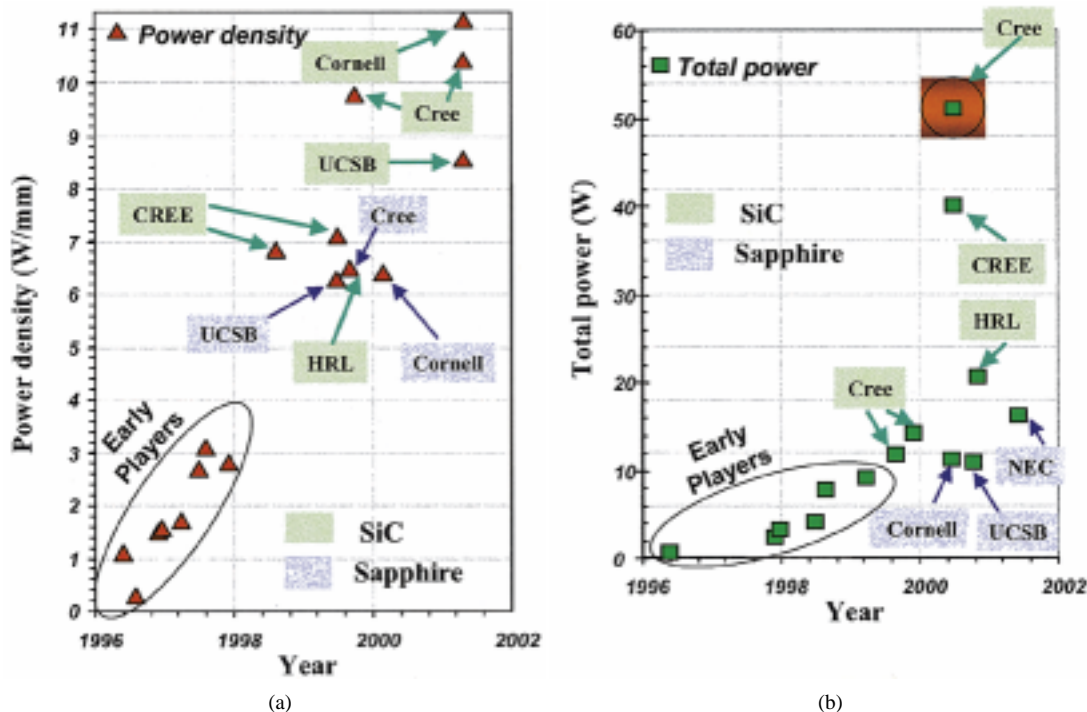 Power density
11
10
9
8
7
6
5
4
3
2
1
0
Power density (W/mm)
Cornell
Cree
UCSB
CREE
Cree
UCSB
HRL
Cornell
Early
Players
SiC
Sapphire
1996
1998
2000
2002
Year
(a)
Total power
60
50
40
30
20
10
0
Total power (W)
Cree
SiC
Sapphire
CREE
HRL
Cree
Early
Players
NEC
Cornell
UCSB
1996
1998
2000
2002
Year
(b)